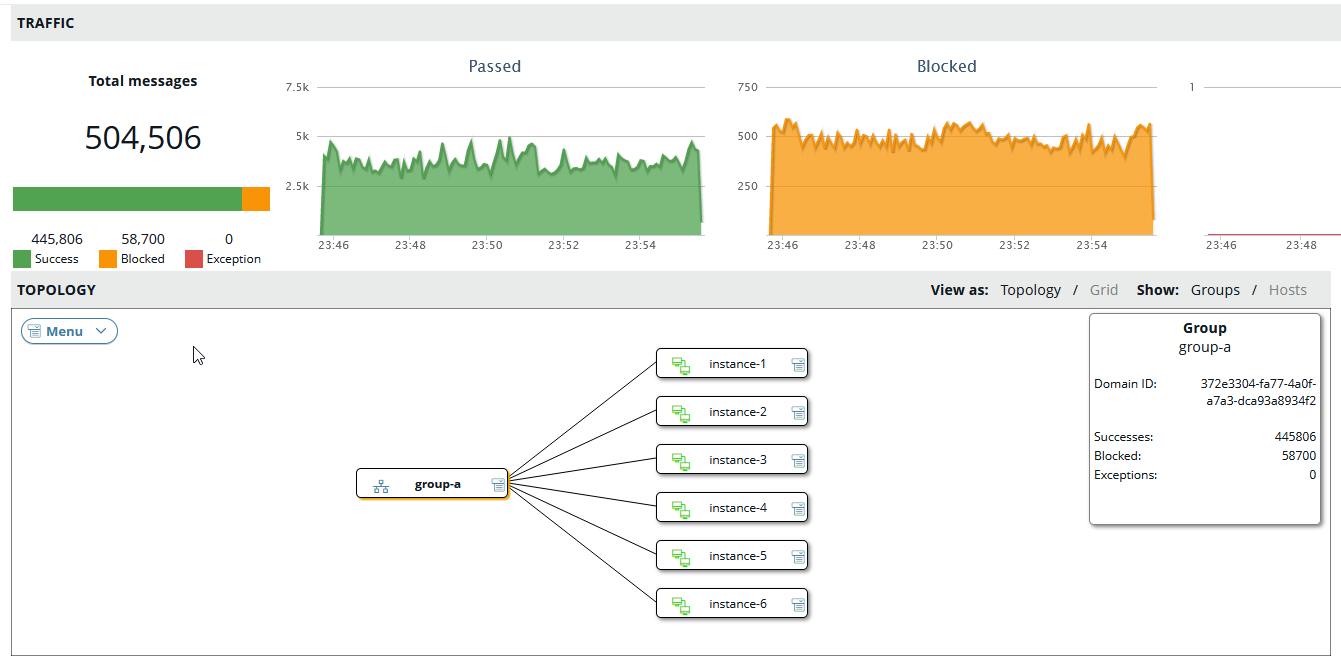 TRAFFIC
Total messages
504,506
445,806 58,700 0
Success Blocked Exception
Passed
7.5k
5k
2.5k
23:46 23:48 23:50 23:52 23:54
Blocked
750
500
250
23:46 23:48 23:50 23:52 23:54
1
23:46 23:48
TOPOLOGY
View as: Topology / Grid Show: Groups / Hosts
Menu
group-a
instance-1
instance-2
instance-3
instance-4
instance-5
instance-6
Group
group-a
Domain ID: 372e3304-fa77-4a0f-
a7a3-dca93a8934f2
Successes: 445806
Blocked: 58700
Exceptions: 0